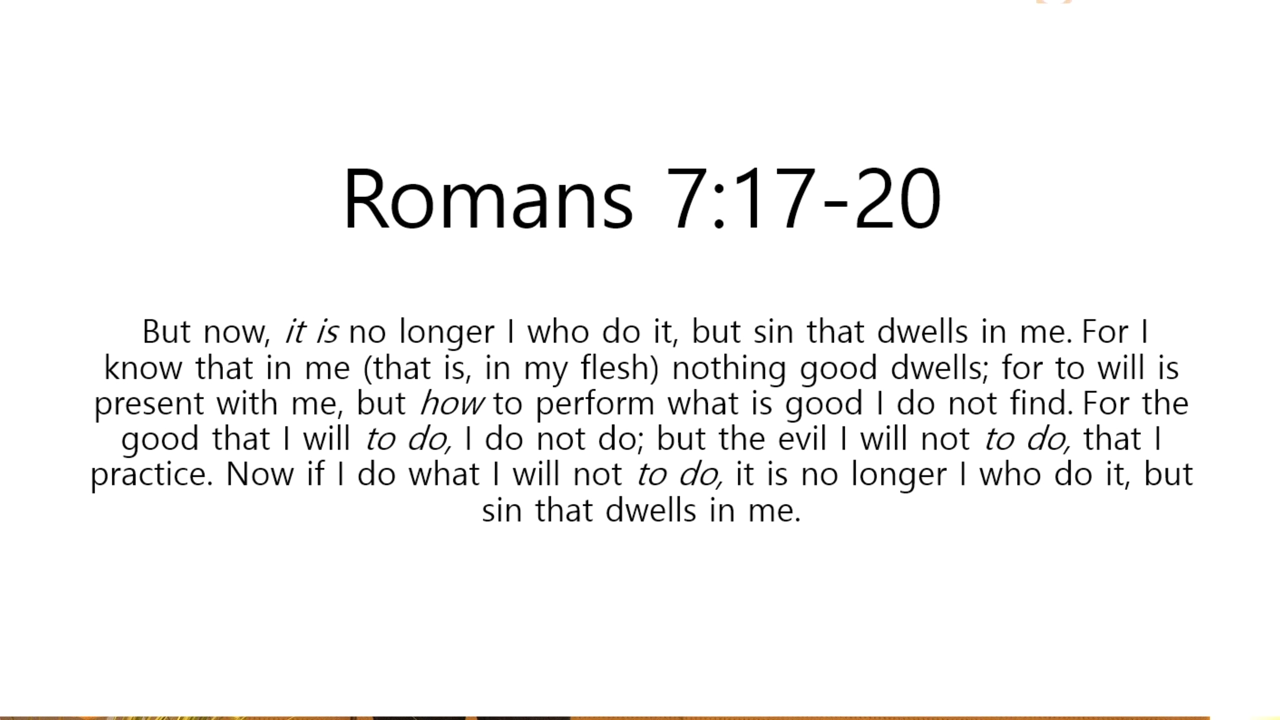 Romans 7:17-20
But now, it is no longer I who do it, but sin that dwells in me. For I
know that in me (that is, in my flesh) nothing good dwells; for to will is
present with me, but how to perform what is good I do not find. For the
good that I will to do, I do not do; but the evil I will not to do, that I
practice. Now if I do what I will not to do, it is no longer I who do it, but
sin that dwells in me.